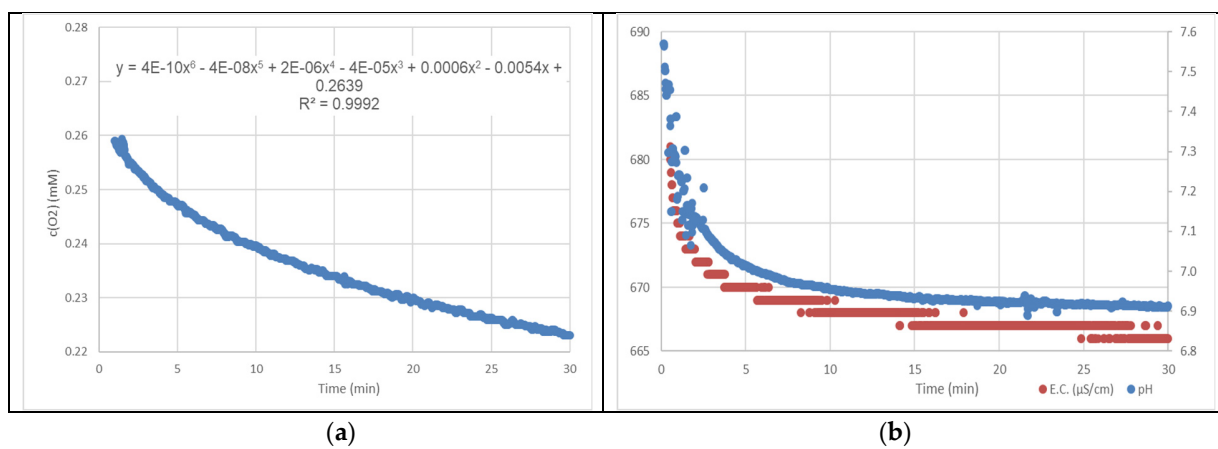 0.28
0.27
0.26
0.25
0.24
0.23
0.22
c(O2) (mM)
y = 4E-10x⁶ - 4E-08x⁵ + 2E-06x⁴ - 4E-05x³ + 0.0006x² - 0.0054x +
0.2639
R² = 0.9992
0 5 10 15 20 25 30
Time (min)
(a)
690
685
680
675
670
665
7.6
7.5
7.4
7.3
7.2
7.1
7.0
6.9
6.8
0 5 10 15 20 25 30
Time (min)
E.C. (µS/cm) pH
(b)